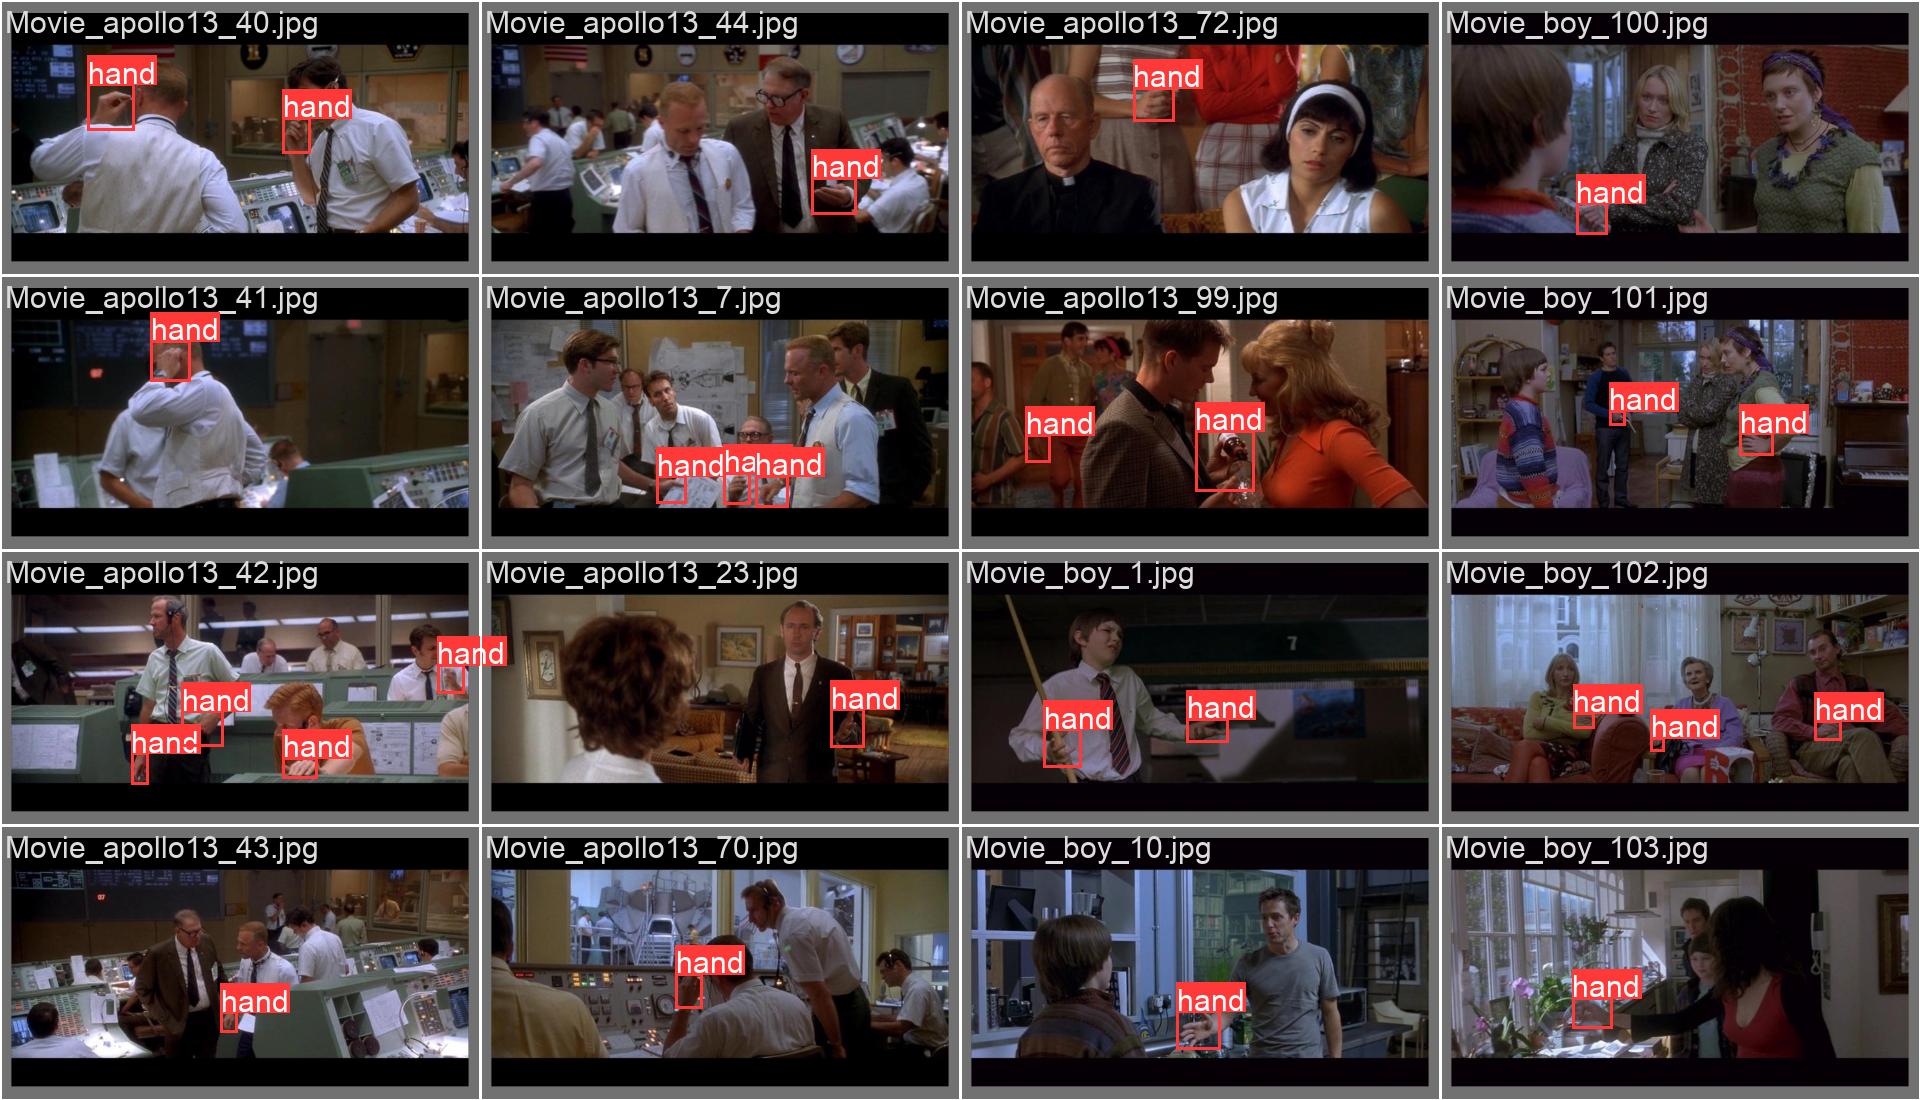 Movie_apollo13_40.jpg
hand
hand
Movie_apollo13_44.jpg
hand
Movie_apollo13_72.jpg
hand
Movie_boy_100.jpg
hand
Movie_apollo13_41.jpg
hand
Movie_apollo13_7.jpg
hand
ha
hand
Movie_apollo13_99.jpg
hand
hand
Movie_boy_101.jpg
hand
hand
Movie_apollo13_42.jpg
hand
hand
hand
hand
Movie_apollo13_23.jpg
hand
Movie_boy_1.jpg
7
hand
hand
Movie_boy_102.jpg
hand
hand
hand
Movie_apollo13_43.jpg
hand
Movie_apollo13_70.jpg
hand
Movie_boy_10.jpg
hand
Movie_boy_103.jpg
hand